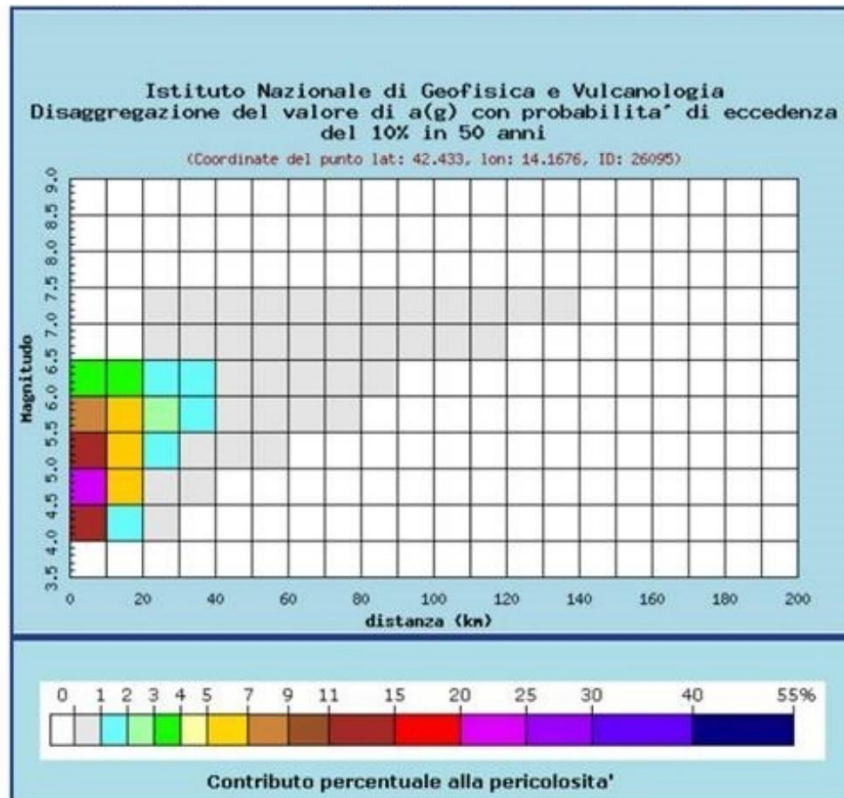 Istituto Nazionale di Geofisica e Vulcanologia
Disaggregazione del valore di a(g) con probabilita' di eccedenza
del 10% in 50 anni
(Coordinate del punto lat: 42.433, lon: 14.1676, ID: 26095)
Magnitudo
9.0
8.5
8.0
7.5
7.0
6.5
6.0
5.5
5.0
4.5
4.0
3.5
0 20 40 60 80 100 120 140 160 180 200
distanza (km)
0 1 2 3 4 5 7 9 11 15 20 25 30 40 55%
Contributo percentuale alla pericolosita'